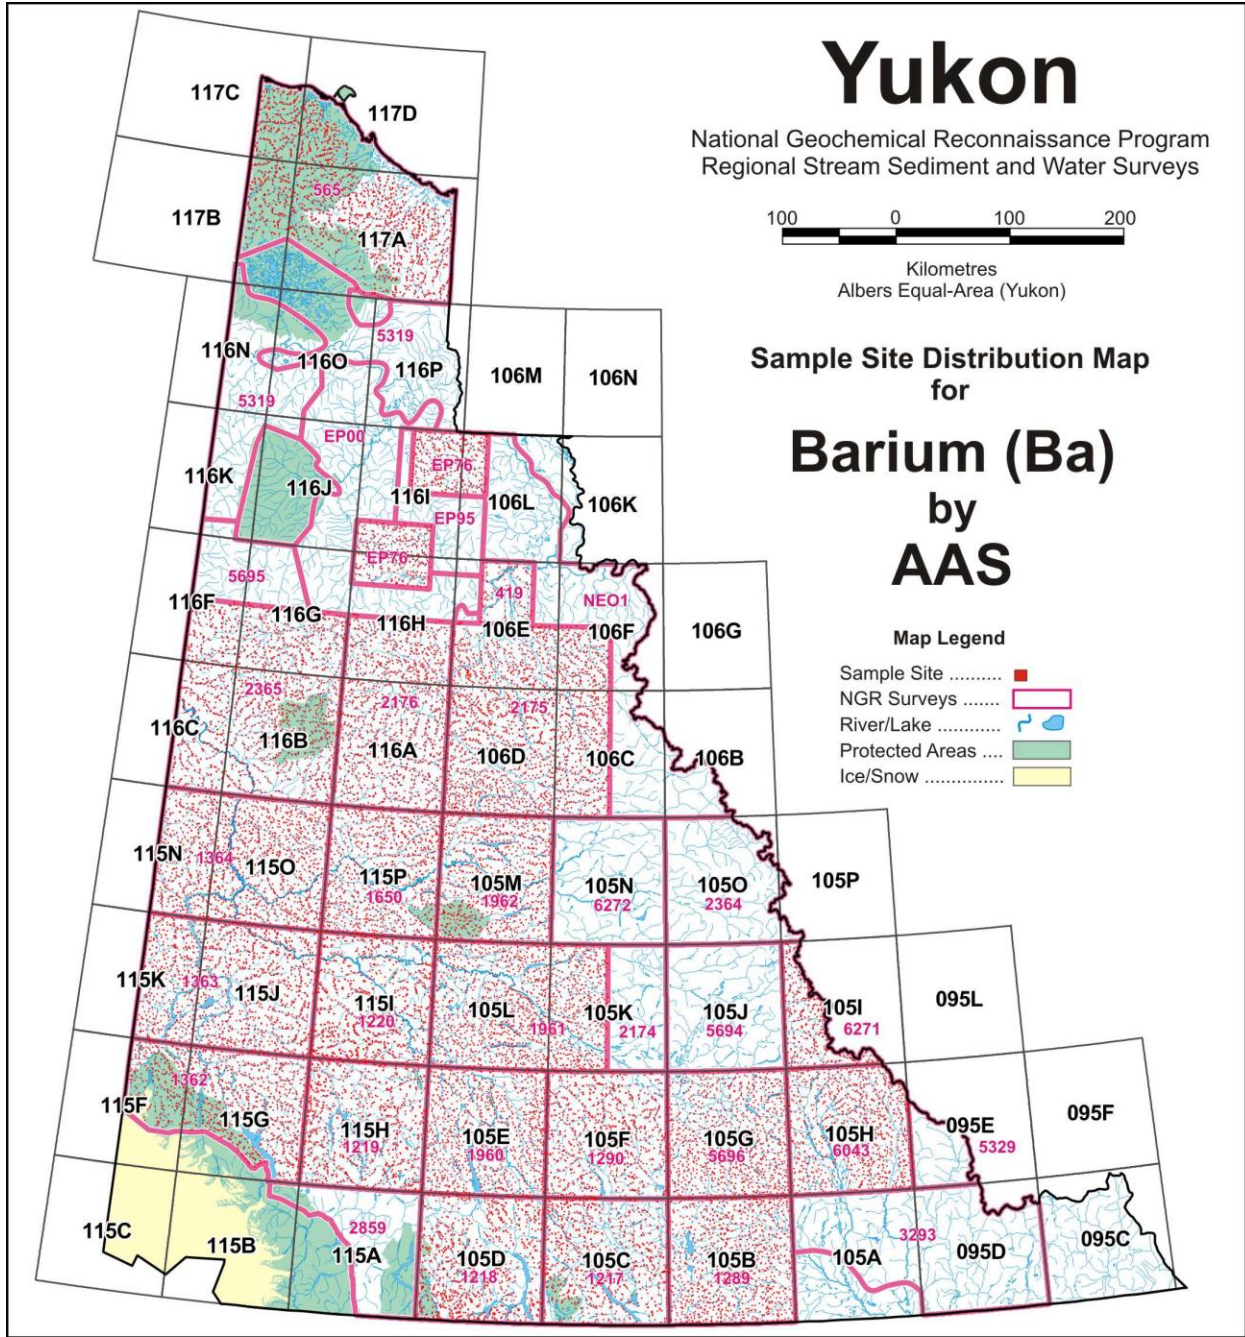 Yukon
National Geochemical Reconnaissance Program
Regional Stream Sediment and Water Surveys
100 0 100 200
Kilometres
Albers Equal-Area (Yukon)
Sample Site Distribution Map
for
Barium (Ba)
by
AAS
Map Legend
Sample Site ..........
NGR Surveys .......
River/Lake ............
Protected Areas ....
Ice/Snow ...............
117C
117D
565
117B
117A
5319
116N
116O
116P
106M
106N
5319
EP00
EP76
116K
116J
116I
106L
106K
EP95
EP76
5695
419
NEO1
116F
116G
116H
106E
106F
106G
2365
2176
2175
116C
116B
116A
106D
106C
106B
115N
1364
115O
115P
1650
105M
1962
105N
6272
105O
2364
105P
115K
1363
115J
115I
1220
105L
1961
105K
2174
105J
5694
105I
6271
095L
1362
115F
115G
115H
1219
105E
1960
105F
1290
105G
5696
105H
6043
095E
5329
095F
115C
115B
2859
115A
105D
1218
105C
1217
105B
1289
105A
3293
095D
095C